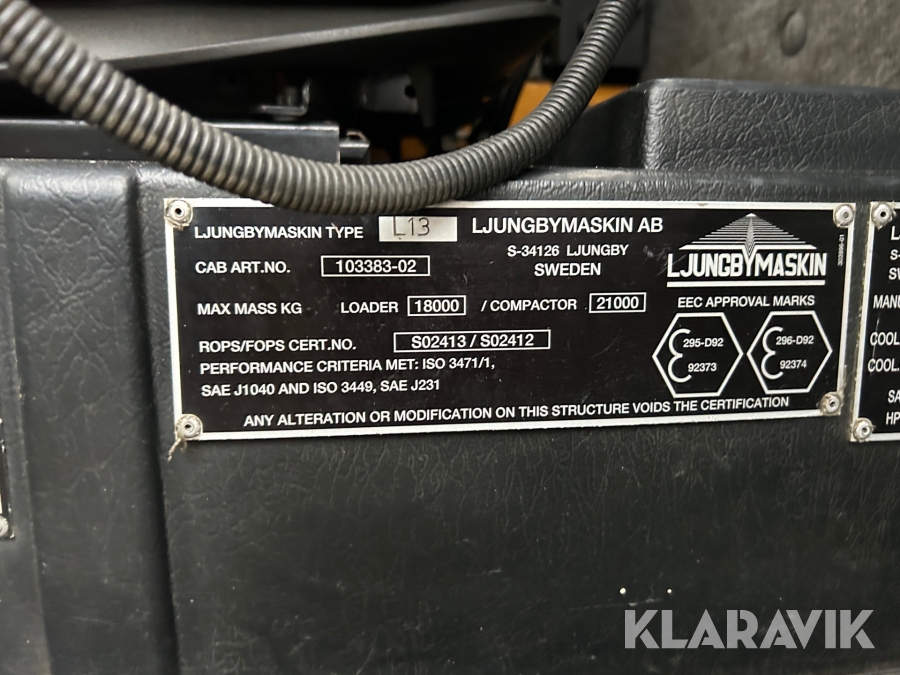 LJUNGBYMASKIN TYPE L13 LJUNGBYMASKIN AB
S-34126 LJUNGBY
SWEDEN
LJUNGBYMASKIN
CAB ART.NO. 103383-02
MAX MASS KG LOADER 18000 / COMPACTOR 21000
EEC APPROVAL MARKS
ROPS/FOPS CERT.NO. S02413 / S02412
295-D92
92373
296-D92
92374
PERFORMANCE CRITERIA MET: ISO 3471/1,
SAE J1040 AND ISO 3449, SAE J231
ANY ALTERATION OR MODIFICATION ON THIS STRUCTURE VOIDS THE CERTIFICATION
COOL
COOL.
HP
KLARAVIK